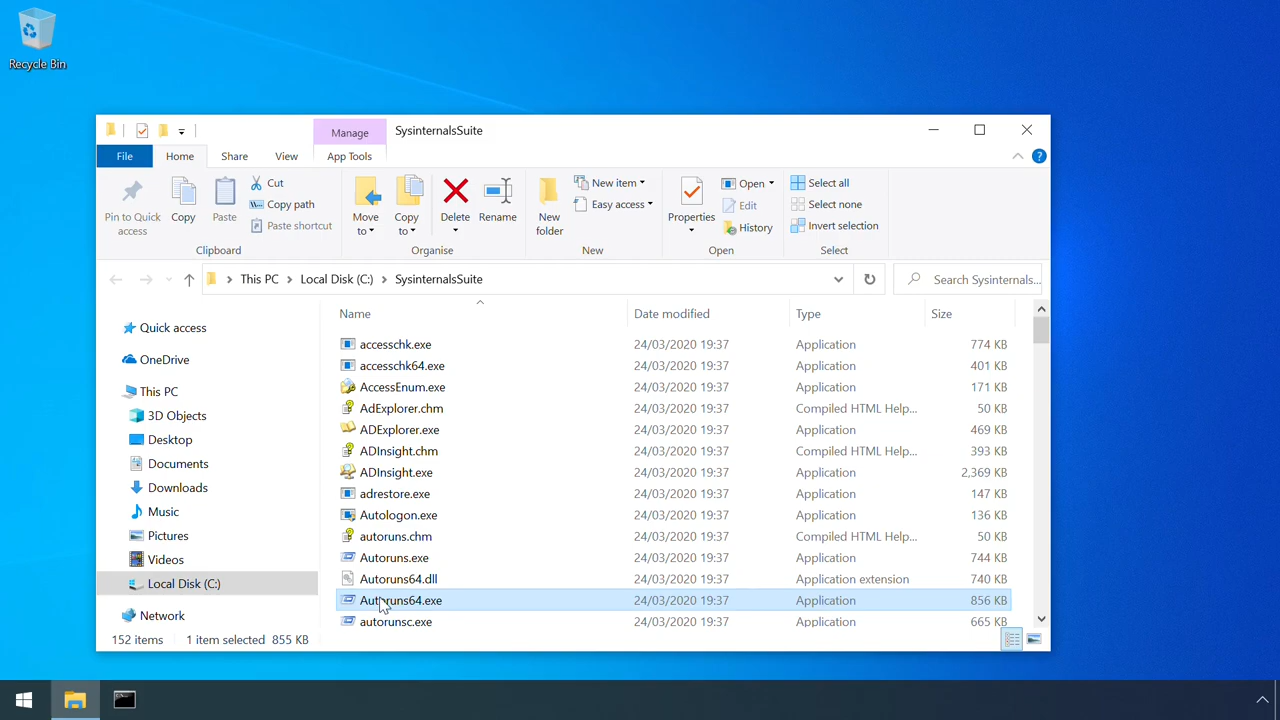 Recycle Bin
Manage
SysinternalsSuite
File
Home
Share
View
App Tools
Pin to Quick access
Copy
Paste
Cut
Copy path
Paste shortcut
Clipboard
Move to
Copy to
Delete
Rename
Organise
New folder
New item
Easy access
New
Properties
Open
Edit
History
Open
Select all
Select none
Invert selection
Select
This PC > Local Disk (C:) > SysinternalsSuite
Search Sysinternals...
Quick access
OneDrive
This PC
3D Objects
Desktop
Documents
Downloads
Music
Pictures
Videos
Local Disk (C:)
Network
Name Date modified Type Size
accesschk.exe 24/03/2020 19:37 Application 774 KB
accesschk64.exe 24/03/2020 19:37 Application 401 KB
AccessEnum.exe 24/03/2020 19:37 Application 171 KB
AdExplorer.chm 24/03/2020 19:37 Compiled HTML Help... 50 KB
ADExplorer.exe 24/03/2020 19:37 Application 469 KB
ADInsight.chm 24/03/2020 19:37 Compiled HTML Help... 393 KB
ADInsight.exe 24/03/2020 19:37 Application 2,369 KB
adrestore.exe 24/03/2020 19:37 Application 147 KB
Autologon.exe 24/03/2020 19:37 Application 136 KB
autoruns.chm 24/03/2020 19:37 Compiled HTML Help... 50 KB
Autoruns.exe 24/03/2020 19:37 Application 744 KB
Autoruns64.dll 24/03/2020 19:37 Application extension 740 KB
Autoruns64.exe 24/03/2020 19:37 Application 856 KB
autorunsc.exe 24/03/2020 19:37 Application 665 KB
152 items 1 item selected 855 KB